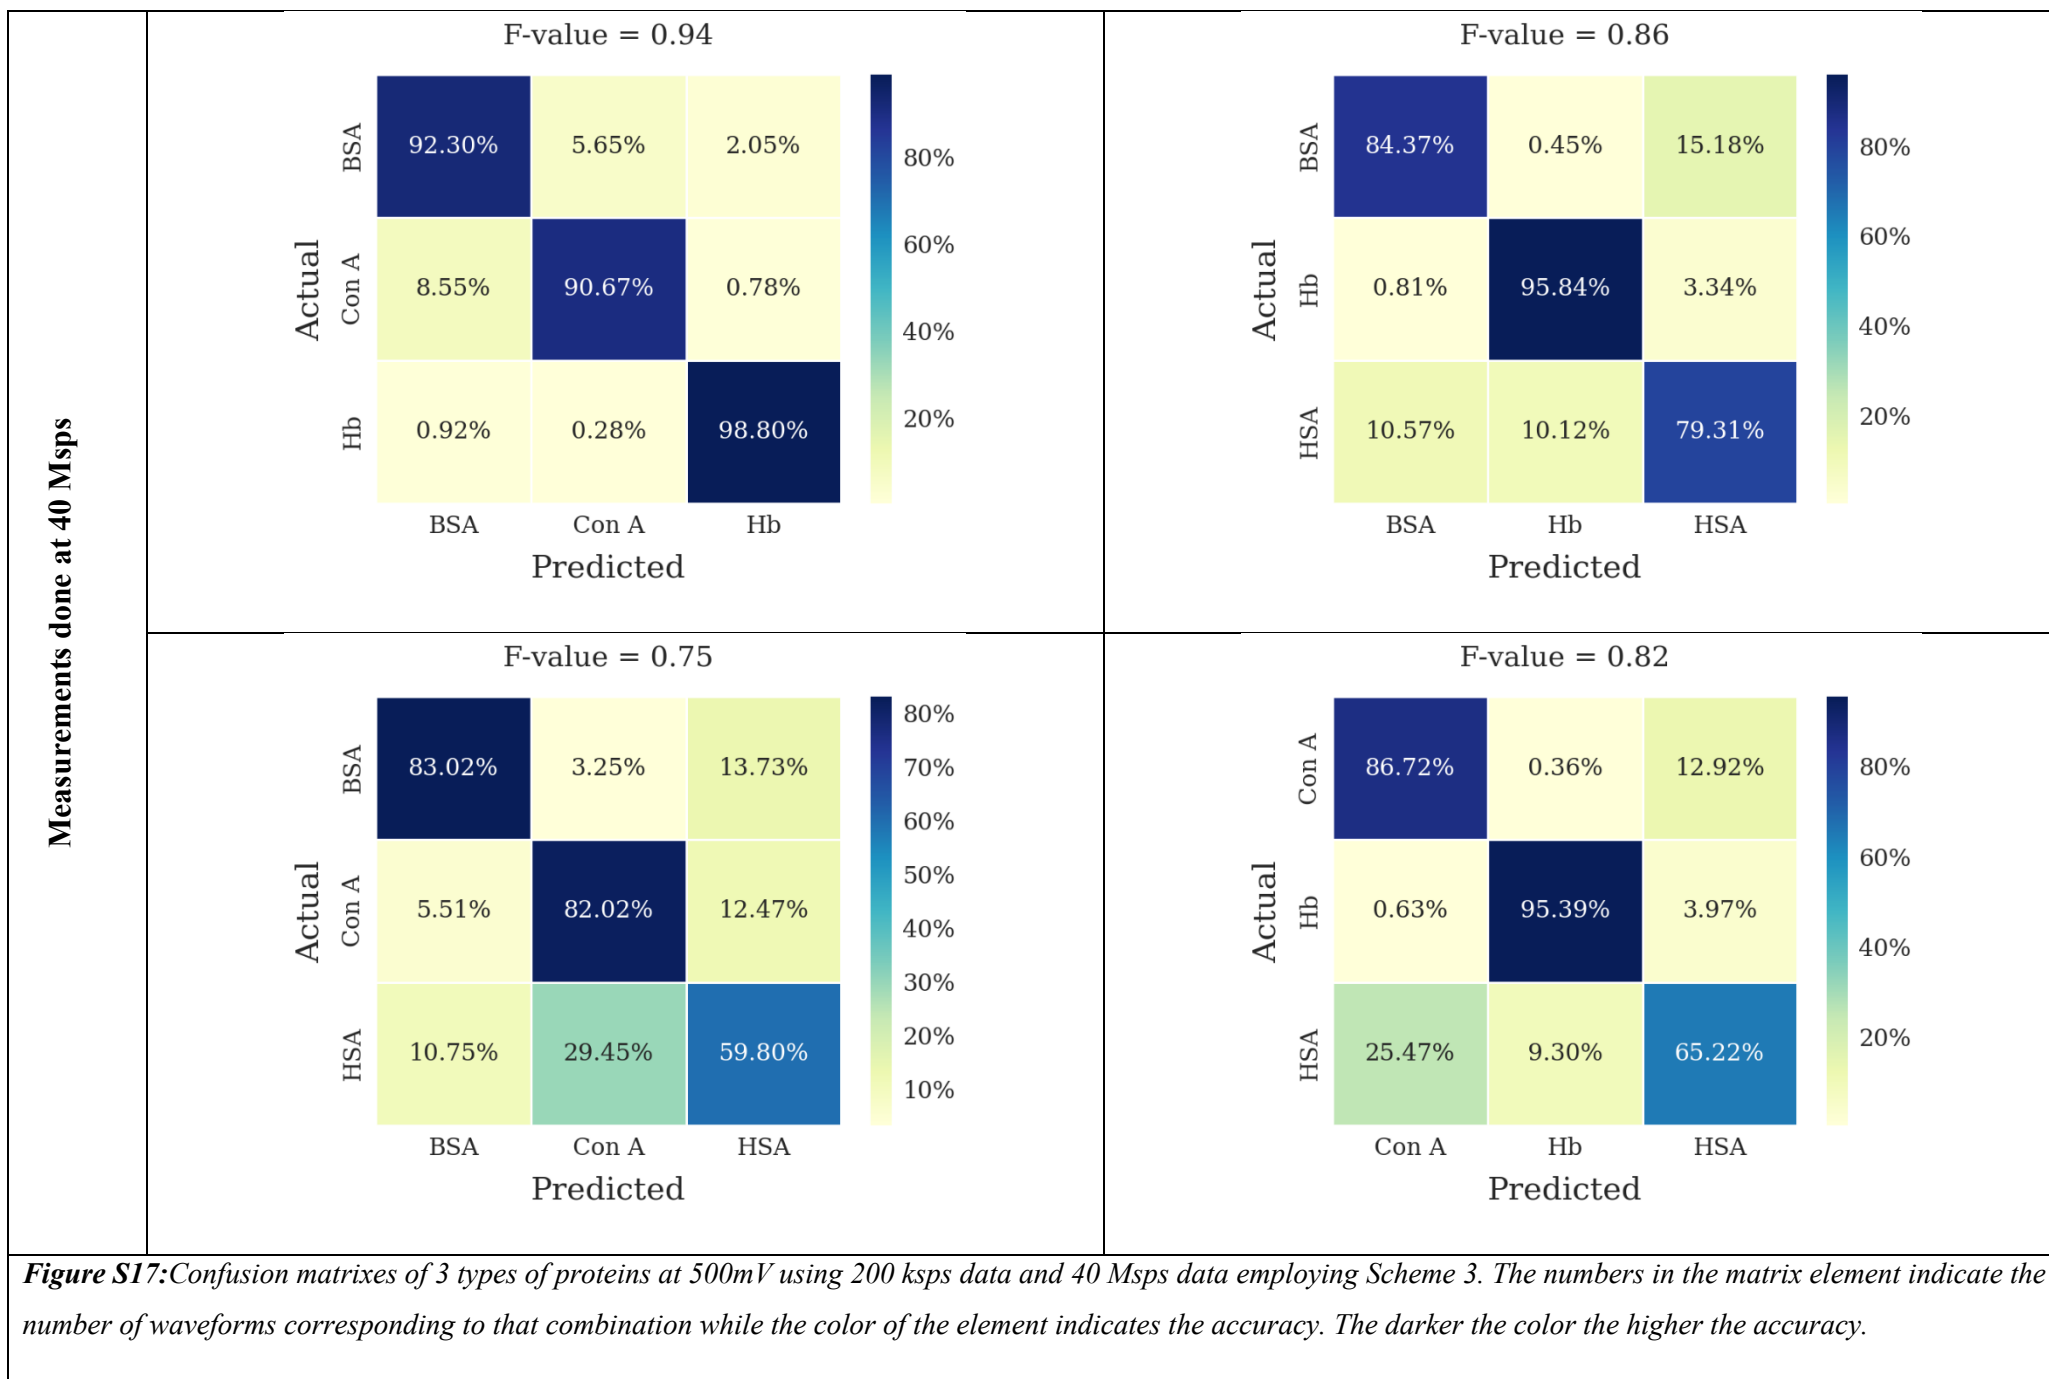 Measurements done at 40 Msps
F-value = 0.94
Actual
BSA
92.30% 5.65% 2.05%
Con A
8.55% 90.67% 0.78%
Hb
0.92% 0.28% 98.80%
BSA Con A Hb
Predicted
80%
60%
40%
20%
F-value = 0.86
Actual
BSA
84.37% 0.45% 15.18%
Hb
0.81% 95.84% 3.34%
HSA
10.57% 10.12% 79.31%
BSA Hb HSA
Predicted
80%
60%
40%
20%
F-value = 0.75
Actual
BSA
83.02% 3.25% 13.73%
Con A
5.51% 82.02% 12.47%
HSA
10.75% 29.45% 59.80%
BSA Con A HSA
Predicted
80%
70%
60%
50%
40%
30%
20%
10%
F-value = 0.82
Actual
Con A
86.72% 0.36% 12.92%
Hb
0.63% 95.39% 3.97%
HSA
25.47% 9.30% 65.22%
Con A Hb HSA
Predicted
80%
60%
40%
20%
Figure S17:Confusion matrixes of 3 types of proteins at 500mV using 200 ksps data and 40 Msps data employing Scheme 3. The numbers in the matrix element indicate the
number of waveforms corresponding to that combination while the color of the element indicates the accuracy. The darker the color the higher the accuracy.